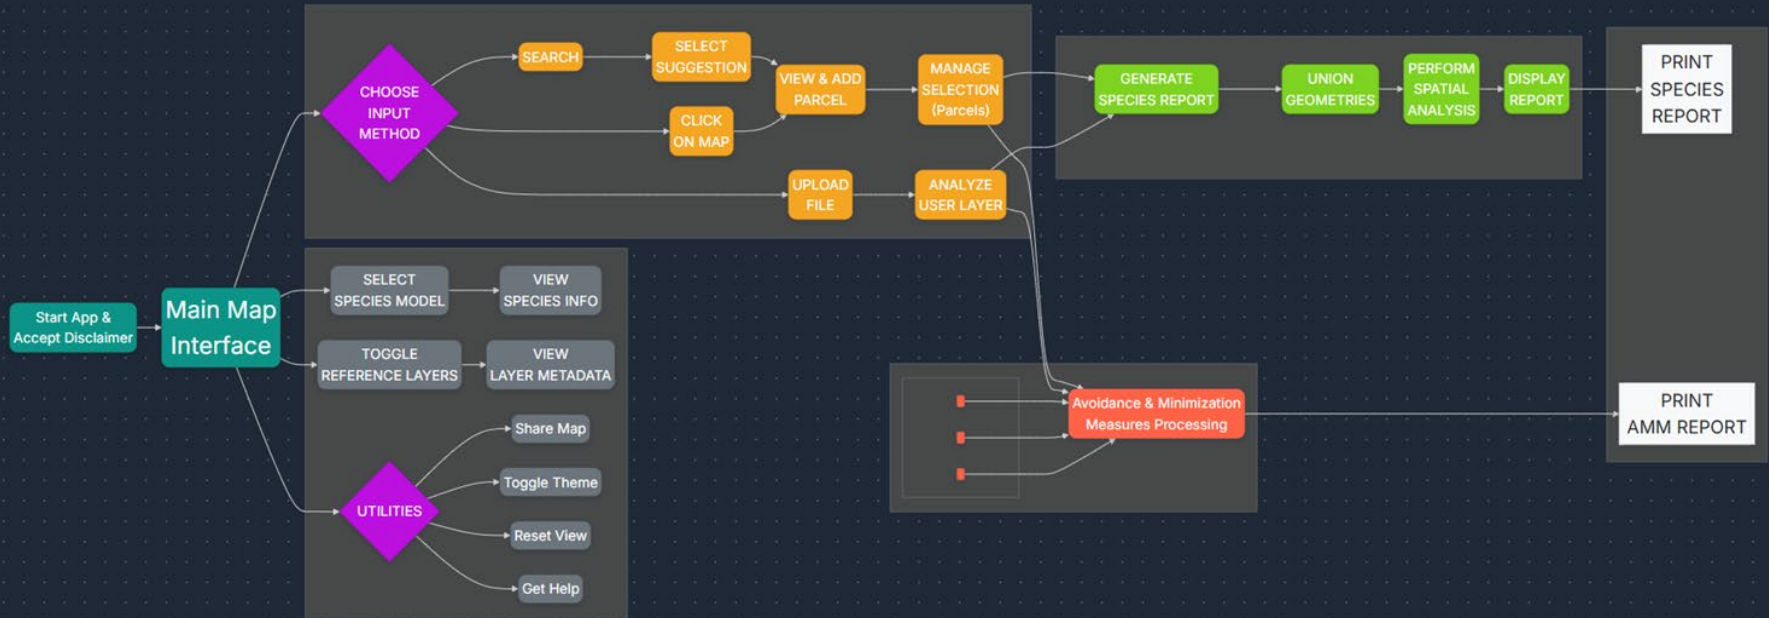 Start App &
Accept Disclaimer
Main Map
Interface
CHOOSE
INPUT
METHOD
SEARCH
SELECT
SUGGESTION
CLICK
ON MAP
VIEW & ADD
PARCEL
MANAGE
SELECTION
(Parcels)
UPLOAD
FILE
ANALYZE
USER LAYER
GENERATE
SPECIES REPORT
UNION
GEOMETRIES
PERFORM
SPATIAL
ANALYSIS
DISPLAY
REPORT
PRINT
SPECIES
REPORT
SELECT
SPECIES MODEL
VIEW
SPECIES INFO
TOGGLE
REFERENCE LAYERS
VIEW
LAYER METADATA
UTILITIES
Share Map
Toggle Theme
Reset View
Get Help
Avoidance & Minimization
Measures Processing
PRINT
AMM REPORT